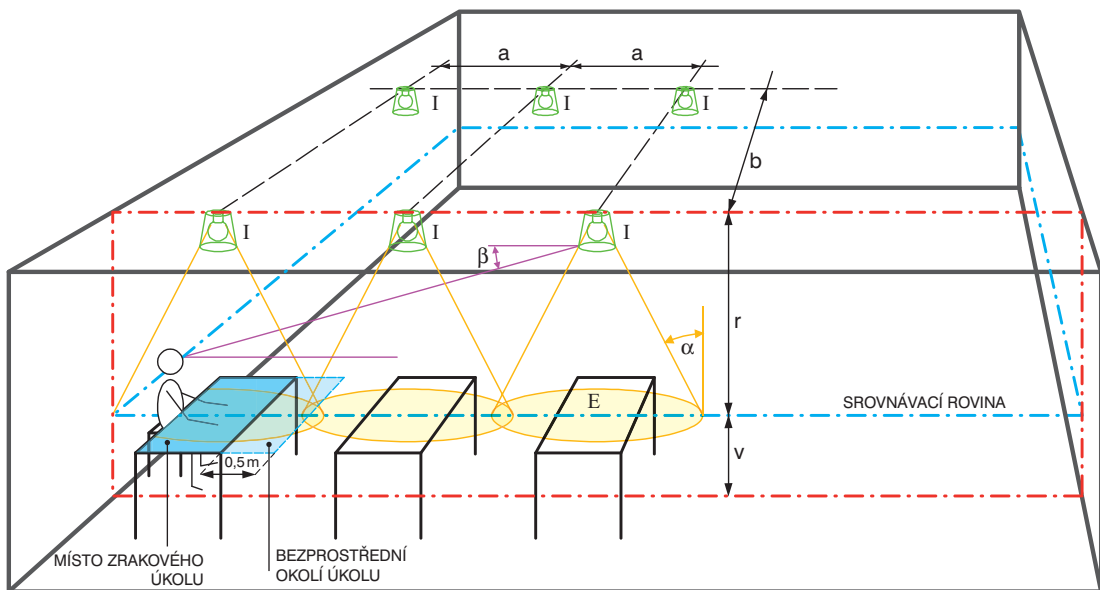 a a
I I I
b
I I I
β
r
α
E
SROVNÁVACÍ ROVINA
v
0,5 m
MÍSTO ZRAKOVÉHO
ÚKOLU
BEZPROSTŘEDNÍ
OKOLÍ ÚKOLU